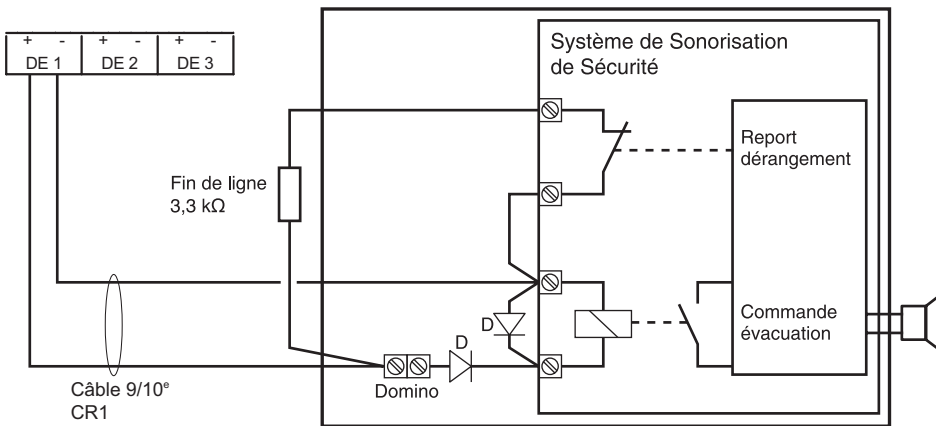 + - + - + -
DE 1 DE 2 DE 3
Système de Sonorisation
de Sécurité
Report
dérangement
Fin de ligne
3,3 kΩ
D
D
Commande
évacuation
Domino
Câble 9/10e
CR1